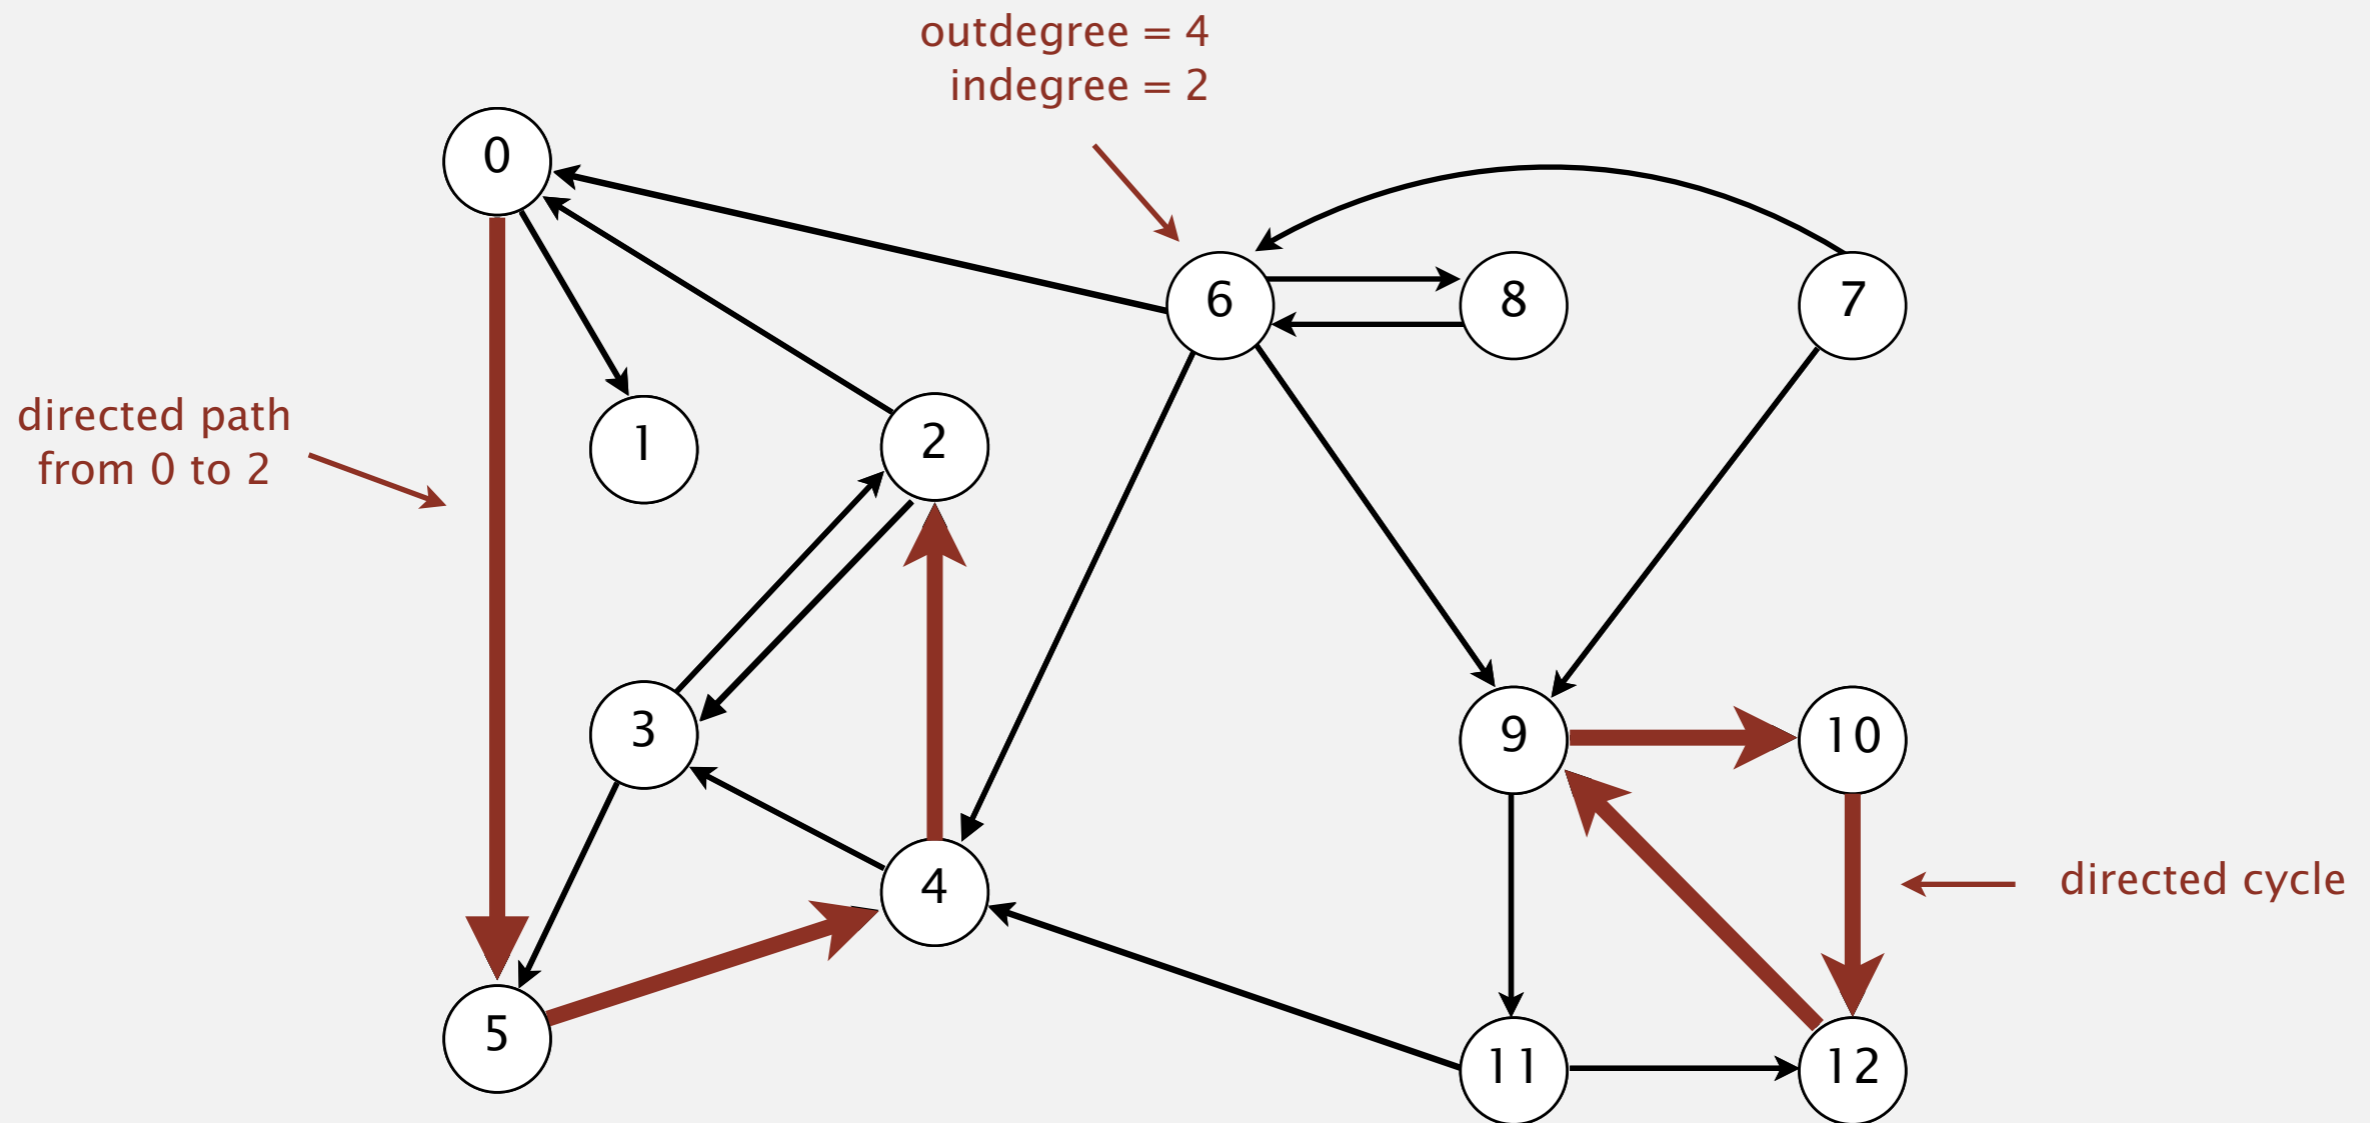 outdegree = 4
indegree = 2
0
6
8
7
directed path
from 0 to 2
1
2
3
9
10
4
directed cycle
5
11
12